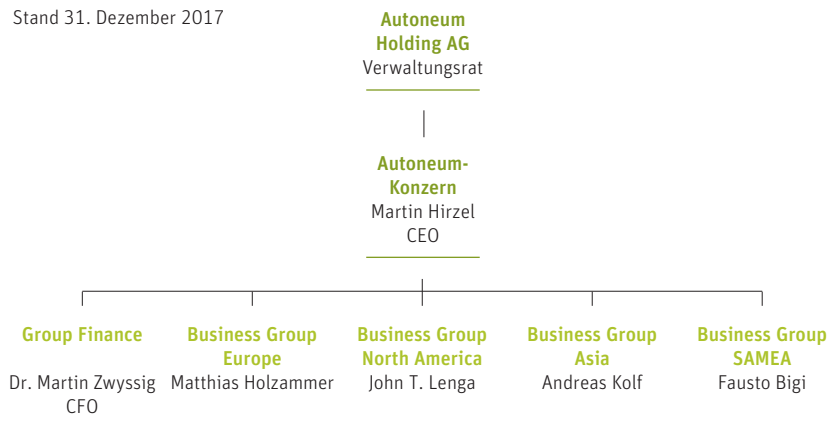 Stand 31. Dezember 2017
Autoneum
Holding AG
Verwaltungsrat
Autoneum-
Konzern
Martin Hirzel
CEO
Group Finance
Dr. Martin Zwyssig
CFO
Business Group
Europe
Matthias Holzammer
Business Group
North America
John T. Lenga
Business Group
Asia
Andreas Kolf
Business Group
SAMEA
Fausto Bigi